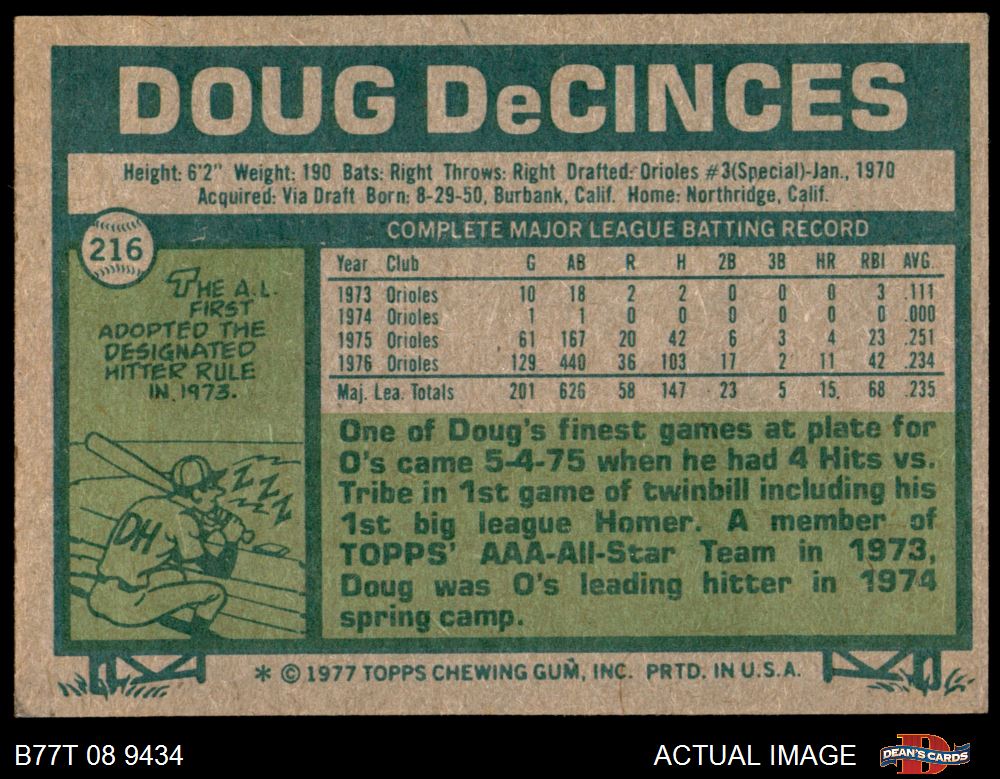 DOUG DeCINCES
Height: 6'2" Weight: 190 Bats: Right Throws: Right Drafted: Orioles #3(Special)-Jan., 1970
Acquired: Via Draft Born: 8-29-50, Burbank, Calif. Home: Northridge, Calif.
216
THE A.L.
FIRST
ADOPTED THE
DESIGNATED
HITTER RULE
IN 1973.
ZZZ
ZZZ
DH
COMPLETE MAJOR LEAGUE BATTING RECORD
Year Club G AB R H 2B 3B HR RBI AVG.
1973 Orioles 10 18 2 2 0 0 0 3 .111
1974 Orioles 1 1 0 0 0 0 0 0 .000
1975 Orioles 61 167 20 42 6 3 4 23 .251
1976 Orioles 129 440 36 103 17 2 11 42 .234
Maj. Lea. Totals 201 626 58 147 23 5 15 68 .235
One of Doug's finest games at plate for
O's came 5-4-75 when he had 4 Hits vs.
Tribe in 1st game of twinbill including his
1st big league Homer. A member of
TOPPS' AAA-All-Star Team in 1973,
Doug was O's leading hitter in 1974
spring camp.
* © 1977 TOPPS CHEWING GUM, INC. PRTD. IN U.S.A.
B77T 08 9434
ACTUAL IMAGE
DEAN'S CARDS